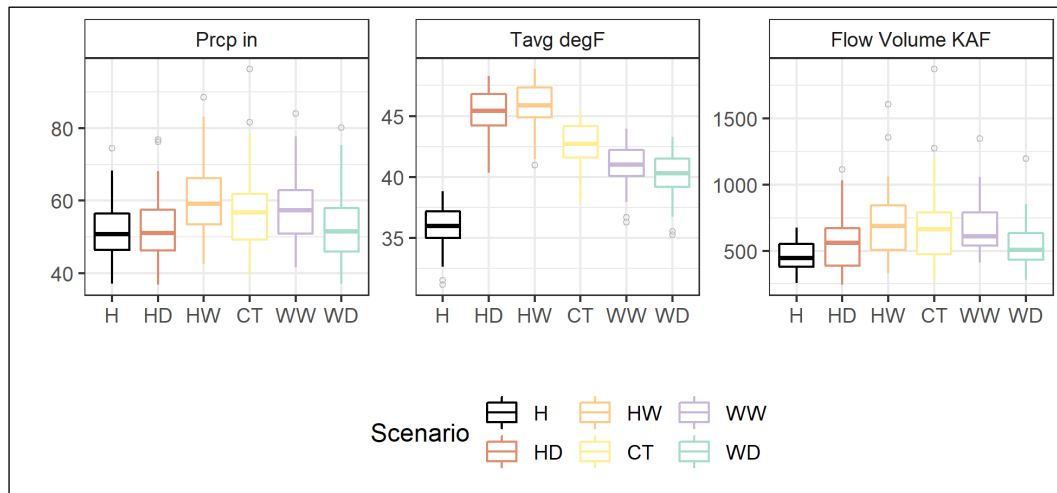 Prcp in
Tavg degF
Flow Volume KAF
80
60
40
H HD HW CT WW WD
45
40
35
H HD HW CT WW WD
1500
1000
500
H HD HW CT WW WD
Scenario
H HW WW
HD CT WD